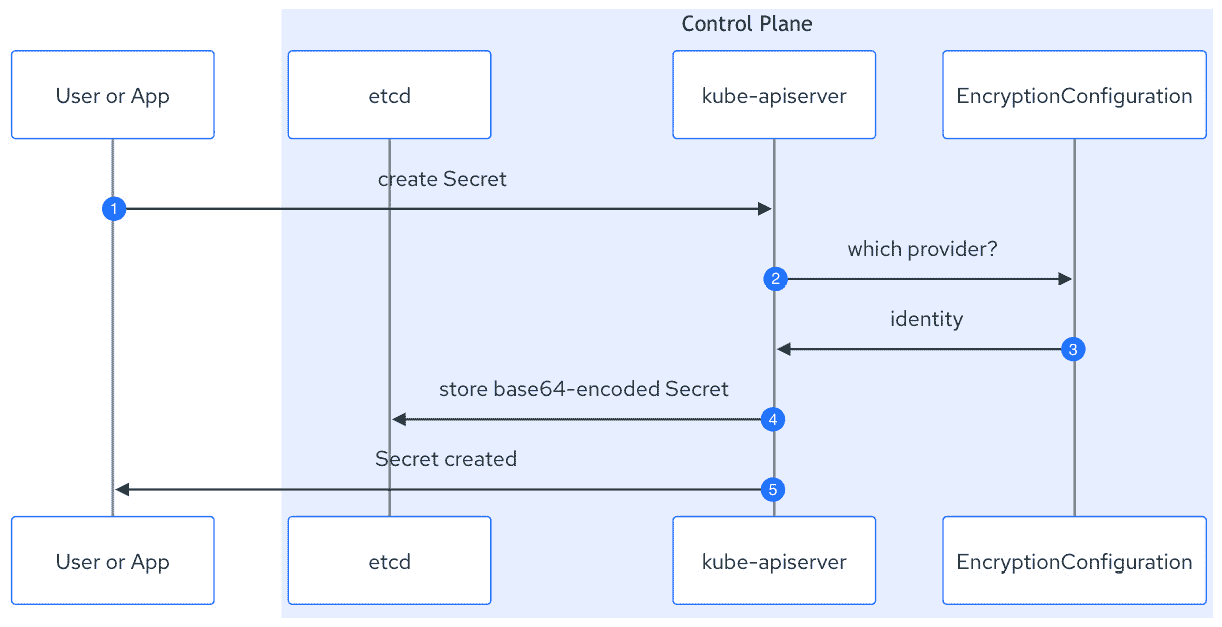 Control Plane
User or App
etcd
kube-apiserver
EncryptionConfiguration
create Secret
1
which provider?
2
identity
3
store base64-encoded Secret
4
Secret created
5
User or App
etcd
kube-apiserver
EncryptionConfiguration